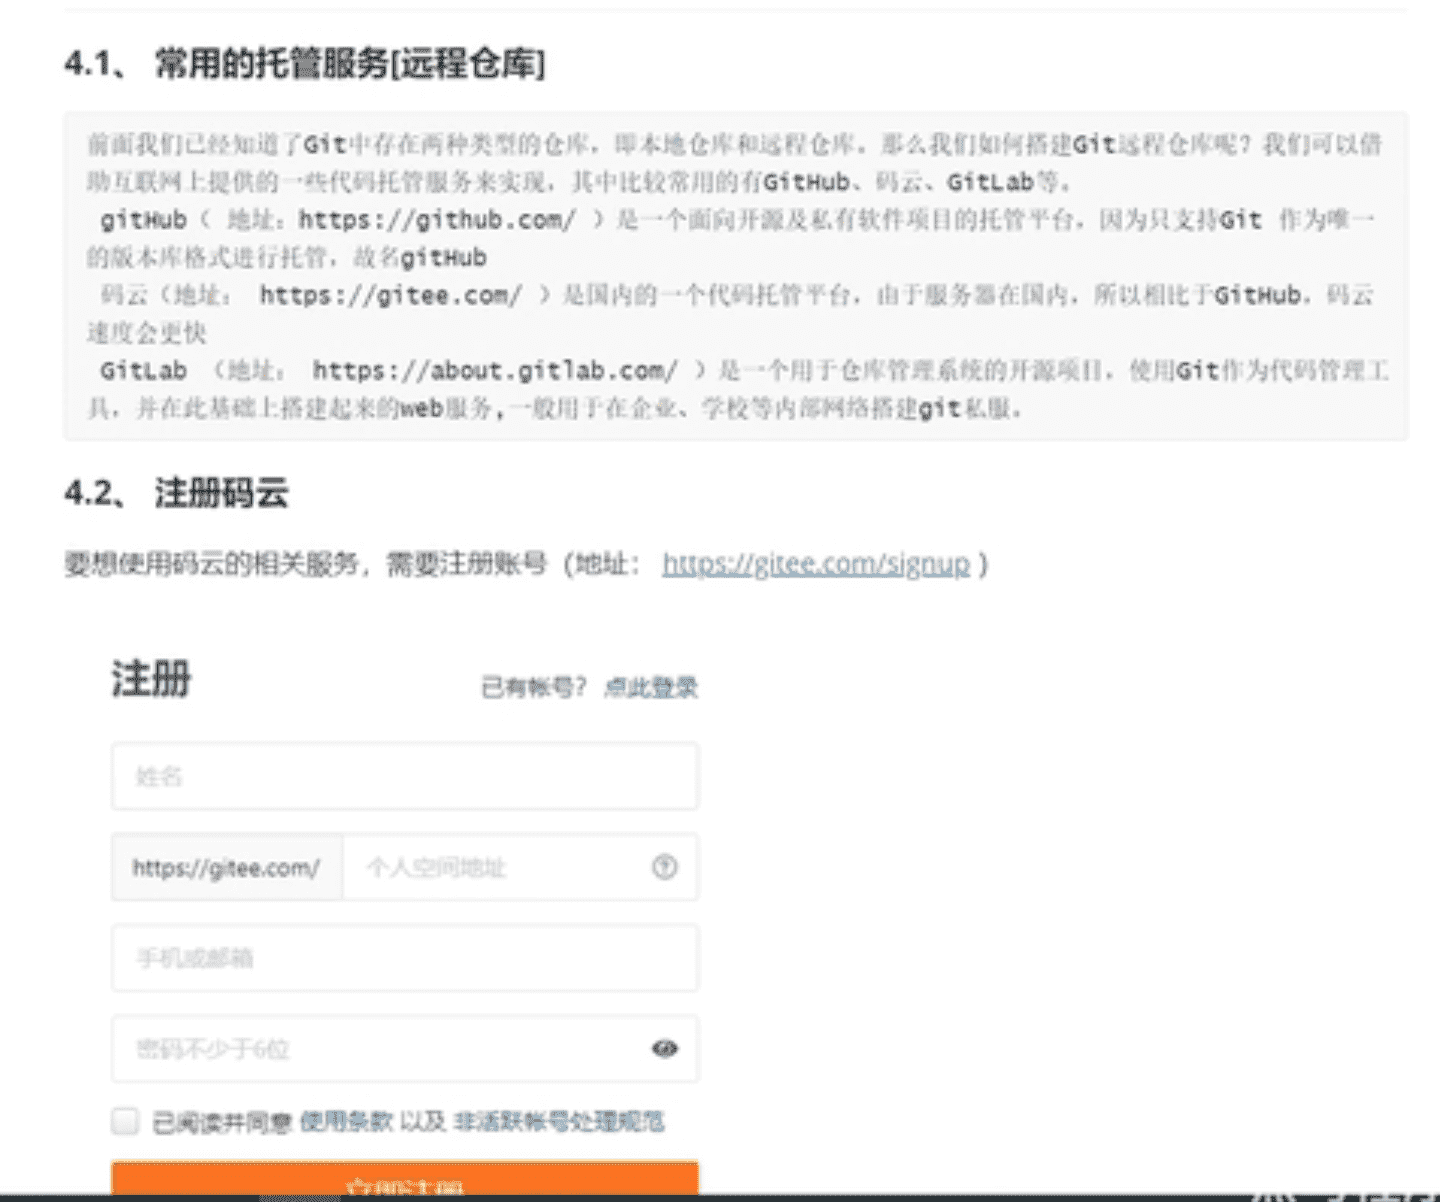 4.1、 常用的托管服务[远程仓库]
前面我们已经知道了Git中存在两种类型的仓库，即本地仓库和远程仓库。那么我们如何搭建Git远程仓库呢？我们可以借
助互联网上提供的一些代码托管服务来实现，其中比较常用的有GitHub、码云、GitLab等。
gitHub（ 地址：https://github.com/ ）是一个面向开源及私有软件项目的托管平台，因为只支持Git 作为唯一
的版本库格式进行托管，故名gitHub
码云（地址： https://gitee.com/ ）是国内的一个代码托管平台，由于服务器在国内，所以相比于GitHub，码云
速度会更快
GitLab （地址： https://about.gitlab.com/ ）是一个用于仓库管理系统的开源项目，使用Git作为代码管理工
具，并在此基础上搭建起来的web服务,一般用于在企业、学校等内部网络搭建git私服。
4.2、 注册码云
要想使用码云的相关服务，需要注册账号（地址： https://gitee.com/signup ）
注册
已有帐号？ 点此登录
姓名
https://gitee.com/ 个人空间地址
手机或邮箱
密码不少于6位
已阅读并同意 使用条款 以及 非活跃帐号处理规范
立即注册